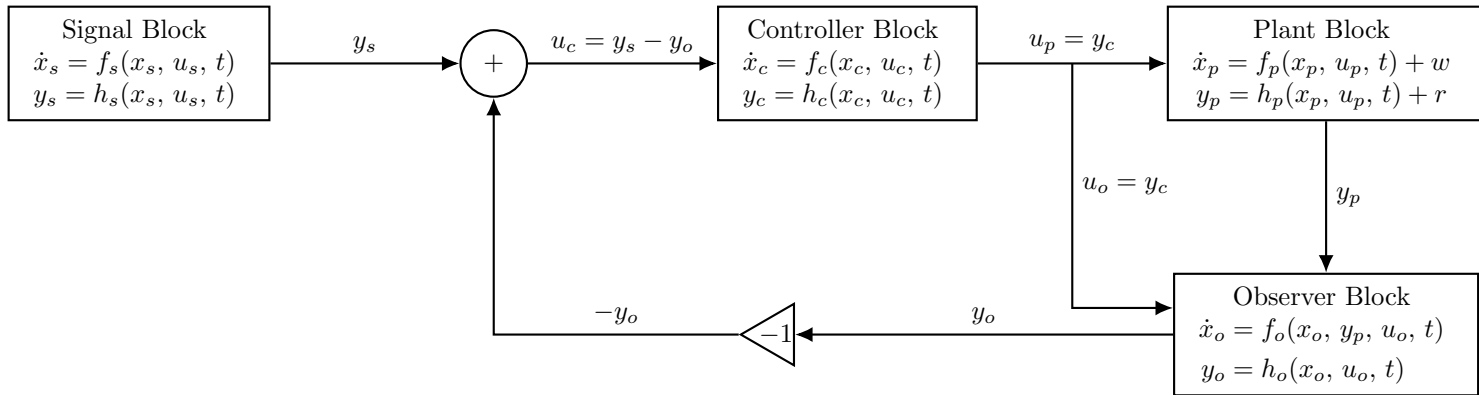 Signal Block
ẋ_s = f_s(x_s, u_s, t)
y_s = h_s(x_s, u_s, t)
y_s
+
u_c = y_s − y_o
Controller Block
ẋ_c = f_c(x_c, u_c, t)
y_c = h_c(x_c, u_c, t)
u_p = y_c
Plant Block
ẋ_p = f_p(x_p, u_p, t) + w
y_p = h_p(x_p, u_p, t) + r
u_o = y_c
y_p
Observer Block
ẋ_o = f_o(x_o, y_p, u_o, t)
y_o = h_o(x_o, u_o, t)
y_o
−1
−y_o